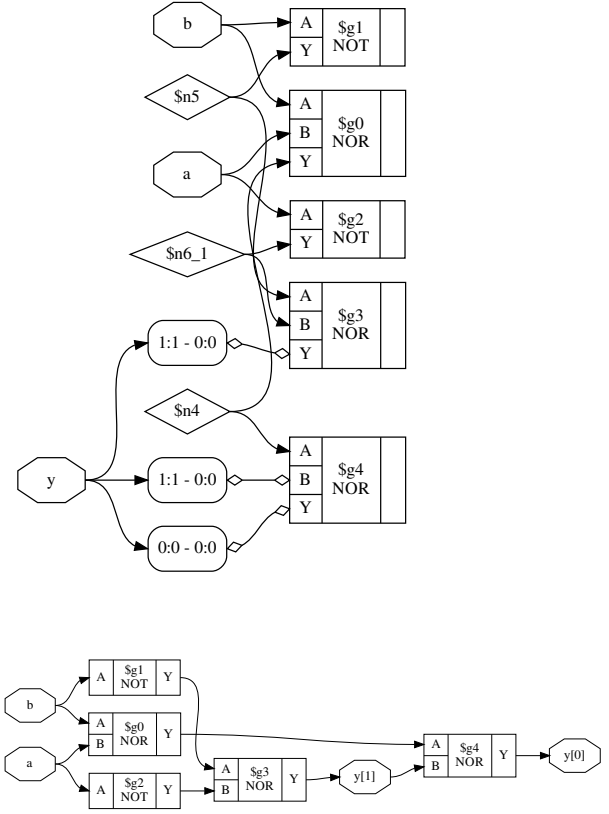 b
A
$g1
NOT
Y
$n5
A
$g0
NOR
B
Y
a
A
$g2
NOT
Y
$n6_1
A
$g3
NOR
B
Y
1:1 - 0:0
$n4
A
$g4
NOR
B
Y
y
1:1 - 0:0
0:0 - 0:0
b
A
$g1
NOT
Y
A
B
$g0
NOR
Y
a
A
$g2
NOT
Y
A
B
$g3
NOR
Y
y[1]
A
B
$g4
NOR
Y
y[0]